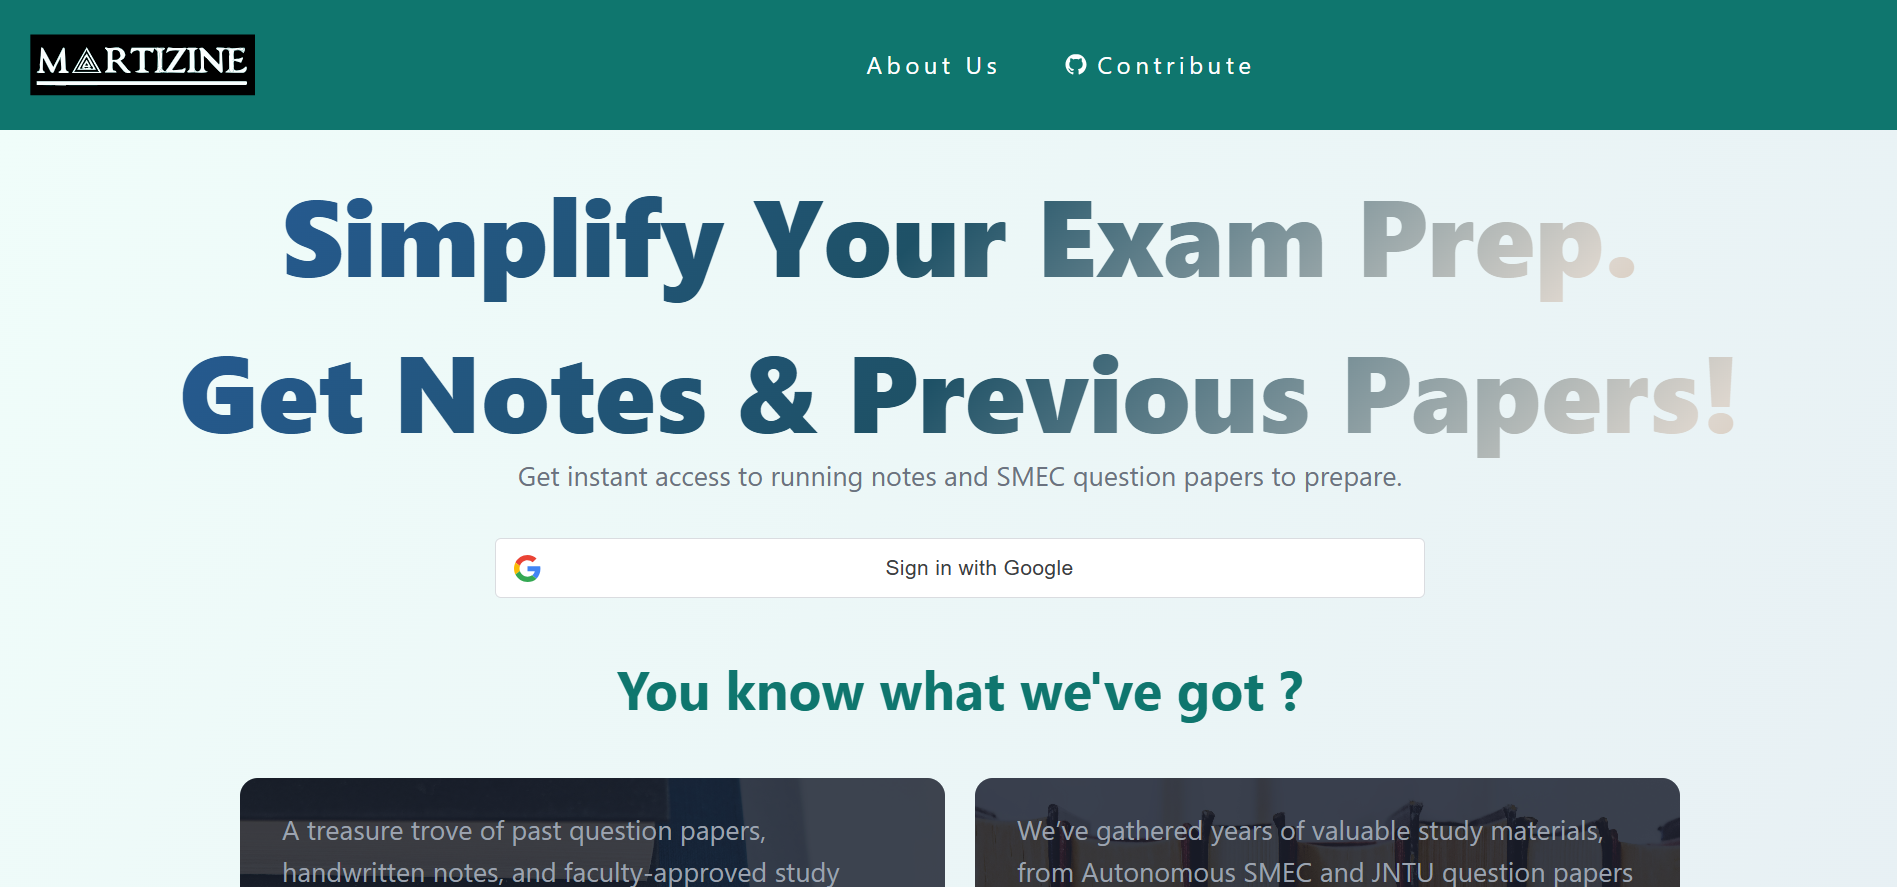 MARTIZINE
About Us
Contribute
Simplify Your Exam Prep.
Get Notes & Previous Papers!
Get instant access to running notes and SMEC question papers to prepare.
Sign in with Google
You know what we've got ?
A treasure trove of past question papers,
handwritten notes, and faculty-approved study
We’ve gathered years of valuable study materials,
from Autonomous SMEC and JNTU question papers